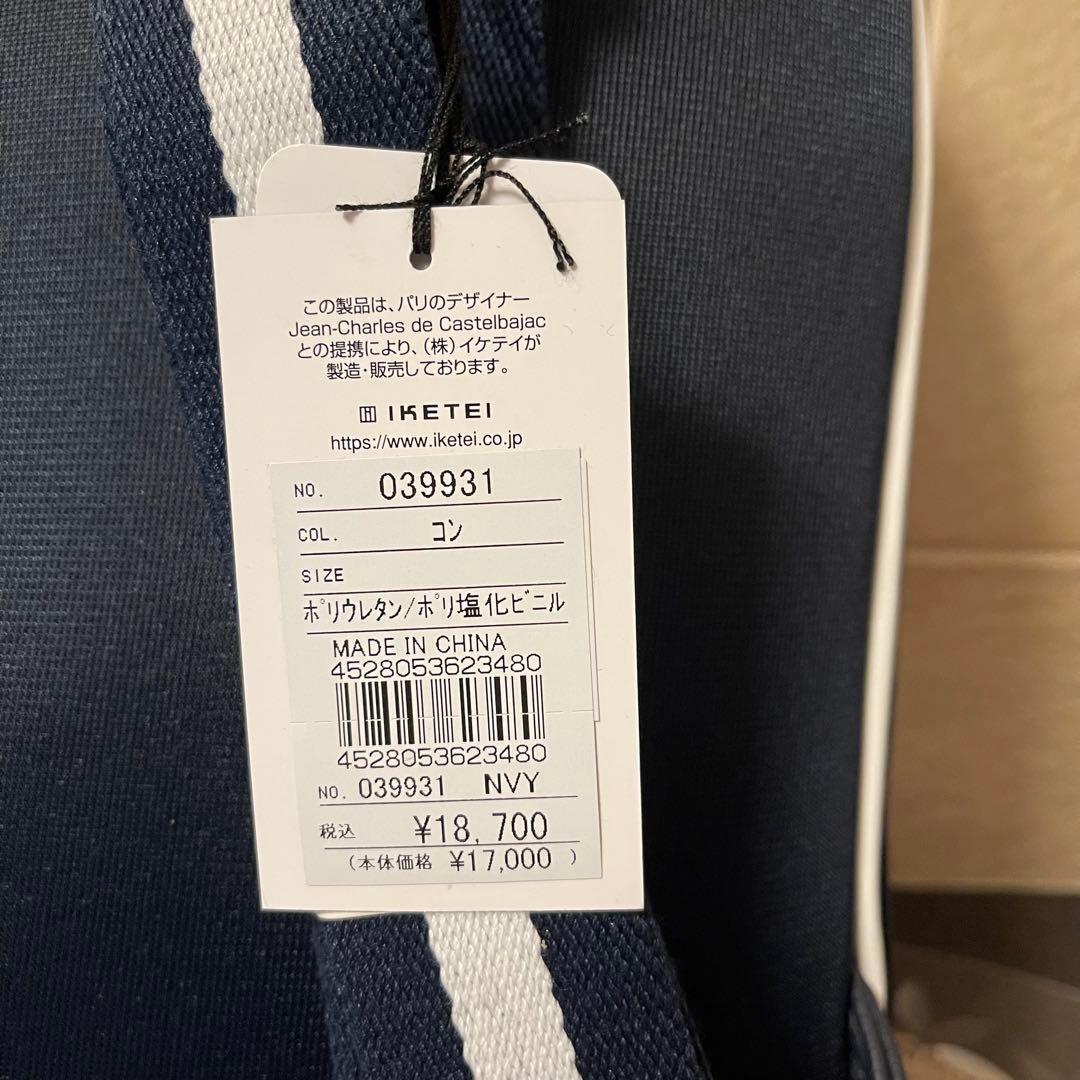 この製品は、パリのデザイナー
Jean-Charles de Castelbajac
との提携により、(株)イケテイが
製造・販売しております。
IKETEI
https://www.iketei.co.jp
NO. 039931
COL. コン
SIZE
ﾎﾟﾘｳﾚﾀﾝ/ﾎﾟﾘ塩化ﾋﾞﾆﾙ
MADE IN CHINA
4528053623480
4528053623480
NO. 039931 NVY
税込 ¥18,700
(本体価格 ¥17,000 )